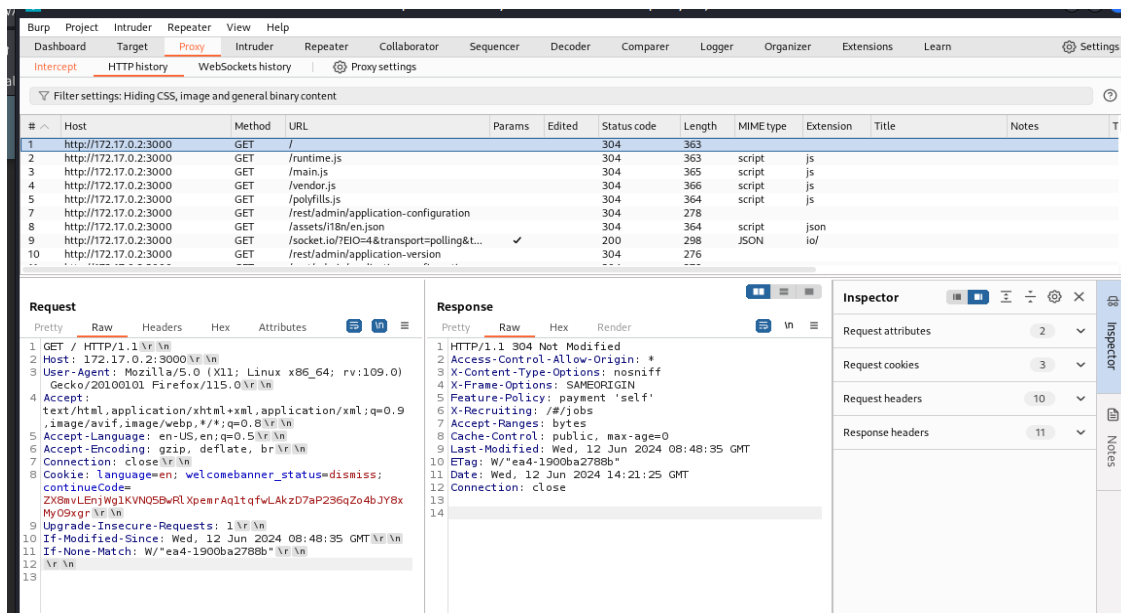 Burp Project Intruder Repeater View Help
Dashboard Target Proxy Intruder Repeater Collaborator Sequencer Decoder Comparer Logger Organizer Extensions Learn Settings
Intercept HTTP history WebSockets history Proxy settings
Filter settings: Hiding CSS, image and general binary content
# Host Method URL Params Edited Status code Length MIME type Extension Title Notes T
1 http://172.17.0.2:3000 GET / 304 363
2 http://172.17.0.2:3000 GET /runtime.js 304 363 script js
3 http://172.17.0.2:3000 GET /main.js 304 365 script js
4 http://172.17.0.2:3000 GET /vendor.js 304 366 script js
5 http://172.17.0.2:3000 GET /polyfills.js 304 364 script js
7 http://172.17.0.2:3000 GET /rest/admin/application-configuration 304 278
8 http://172.17.0.2:3000 GET /assets/i18n/en.json 304 364 script json
9 http://172.17.0.2:3000 GET /socket.io/?EIO=4&transport=polling&t... ✓ 200 298 JSON io/
10 http://172.17.0.2:3000 GET /rest/admin/application-version 304 276
Request
Pretty Raw Headers Hex Attributes \n
1 GET / HTTP/1.1 \r \n
2 Host: 172.17.0.2:3000 \r \n
3 User-Agent: Mozilla/5.0 (X11; Linux x86_64; rv:109.0)
Gecko/20100101 Firefox/115.0 \r \n
4 Accept:
text/html,application/xhtml+xml,application/xml;q=0.9
,image/avif,image/webp,*/*;q=0.8 \r \n
5 Accept-Language: en-US,en;q=0.5 \r \n
6 Accept-Encoding: gzip, deflate, br \r \n
7 Connection: close \r \n
8 Cookie: language=en; welcomebanner_status=dismiss;
continueCode=
ZX8mvLEnjWg1KVNQ5BwRlXpemrAq1tqfwLAkzD7aP236qZo4bJY8x
MyO9xgr \r \n
9 Upgrade-Insecure-Requests: 1 \r \n
10 If-Modified-Since: Wed, 12 Jun 2024 08:48:35 GMT \r \n
11 If-None-Match: W/"ea4-1900ba2788b" \r \n
12 \r \n
13
Response
Pretty Raw Hex Render \n
1 HTTP/1.1 304 Not Modified
2 Access-Control-Allow-Origin: *
3 X-Content-Type-Options: nosniff
4 X-Frame-Options: SAMEORIGIN
5 Feature-Policy: payment 'self'
6 X-Recruiting: /#/jobs
7 Accept-Ranges: bytes
8 Cache-Control: public, max-age=0
9 Last-Modified: Wed, 12 Jun 2024 08:48:35 GMT
10 ETag: W/"ea4-1900ba2788b"
11 Date: Wed, 12 Jun 2024 14:21:25 GMT
12 Connection: close
13
14
Inspector
Request attributes 2
Request cookies 3
Request headers 10
Response headers 11
Inspector
Notes